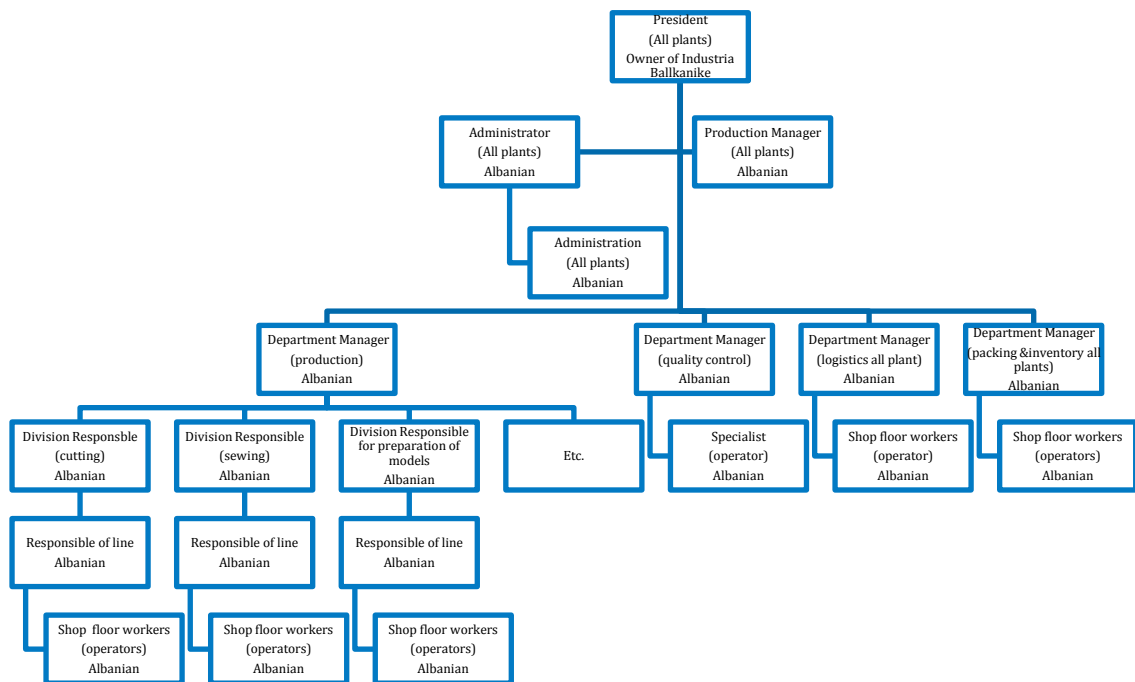 President
(All plants)
Owner of Industria
Ballkanike
Administrator
(All plants)
Albanian
Production Manager
(All plants)
Albanian
Administration
(All plants)
Albanian
Department Manager
(production)
Albanian
Department Manager
(quality control)
Albanian
Department Manager
(logistics all plant)
Albanian
Department Manager
(packing &inventory all
plants)
Albanian
Division Responsble
(cutting)
Albanian
Division Responsible
(sewing)
Albanian
Division Responsible
for preparation of
models
Albanian
Etc.
Specialist
(operator)
Albanian
Shop floor workers
(operator)
Albanian
Shop floor workers
(operators)
Albanian
Responsible of line
Albanian
Responsible of line
Albanian
Responsible of line
Albanian
Shop floor workers
(operators)
Albanian
Shop floor workers
(operators)
Albanian
Shop floor workers
(operators)
Albanian